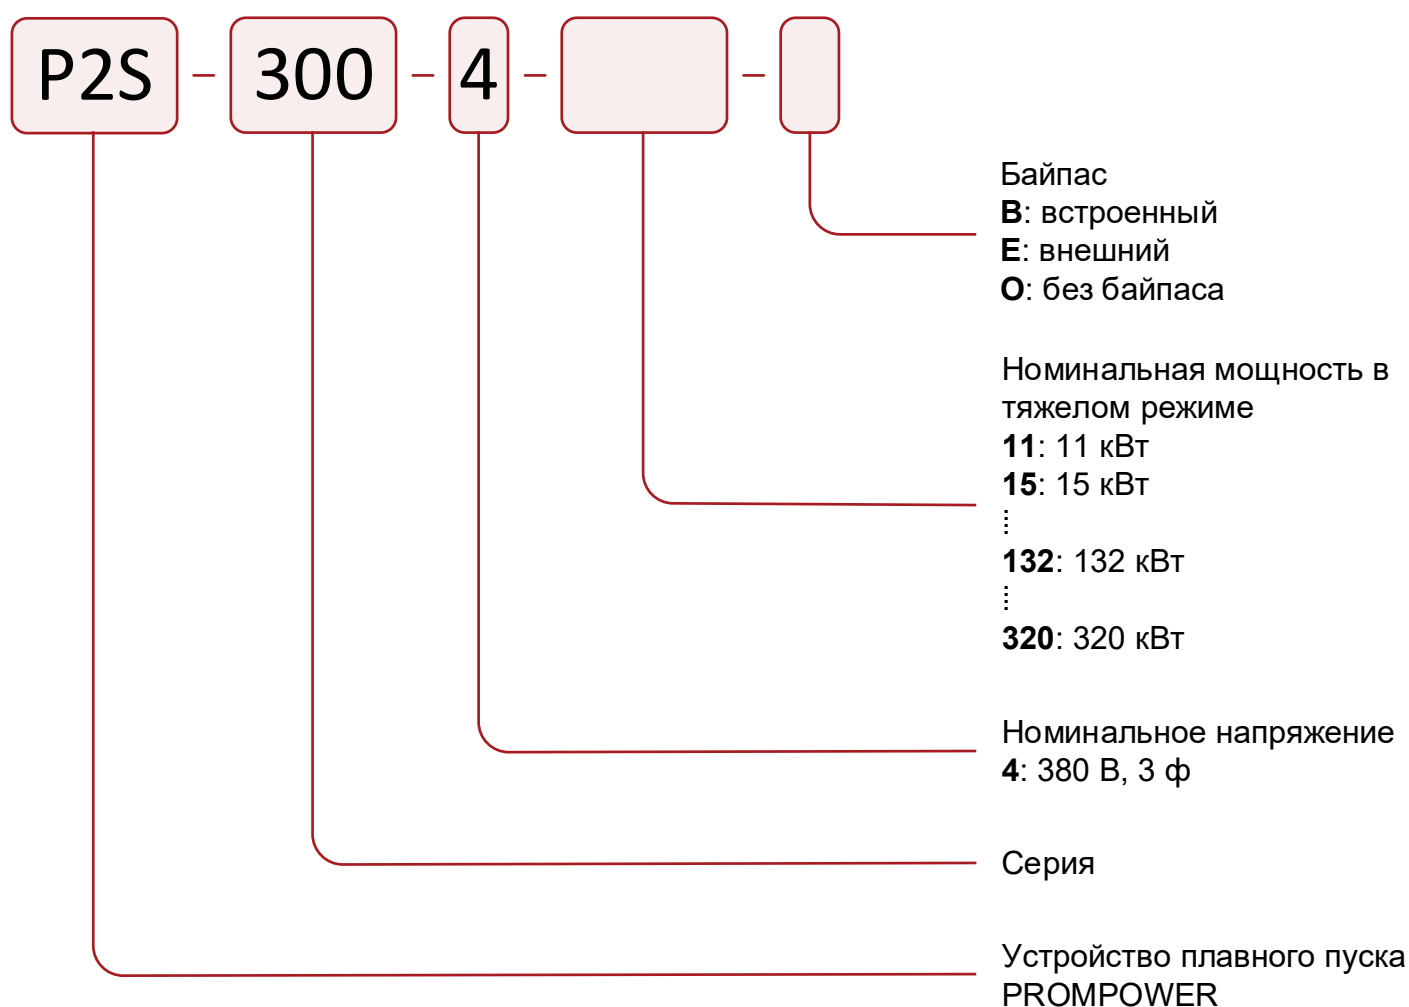 P2S – 300 – 4 – –
Байпас
B: встроенный
E: внешний
O: без байпаса
Номинальная мощность в
тяжелом режиме
11: 11 кВт
15: 15 кВт
⁞
132: 132 кВт
⁞
320: 320 кВт
Номинальное напряжение
4: 380 В, 3 ф
Серия
Устройство плавного пуска
PROMPOWER